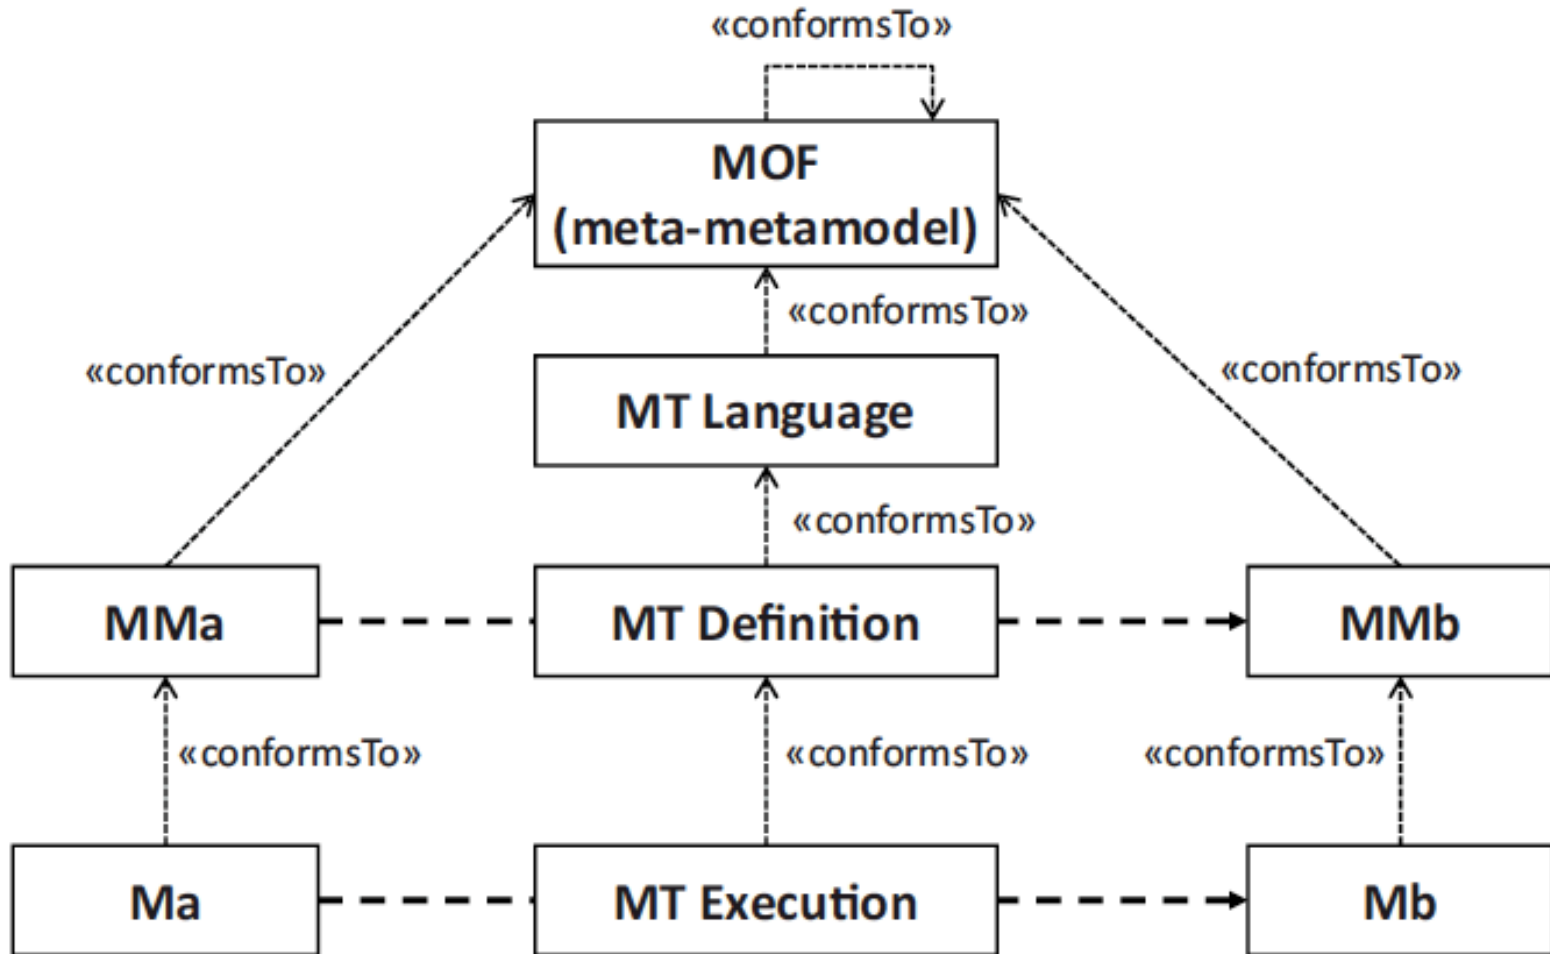 «conformsTo»
MOF
(meta-metamodel)
«conformsTo»
«conformsTo»
«conformsTo»
MT Language
«conformsTo»
MMa
MT Definition
MMb
«conformsTo»
«conformsTo»
«conformsTo»
Ma
MT Execution
Mb